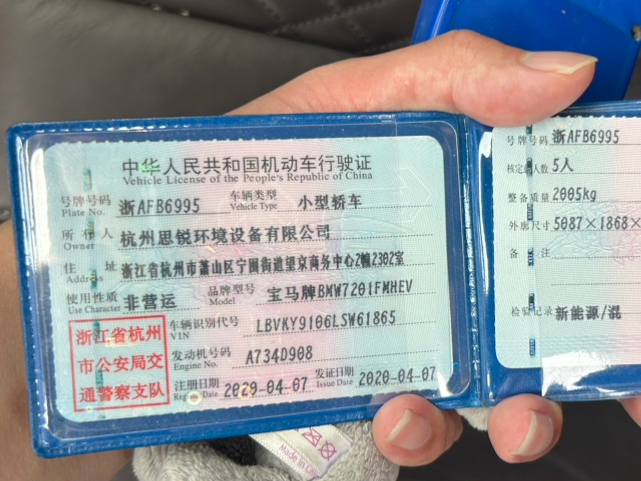 中华人民共和国机动车行驶证
Vehicle License of the People's Republic of China
号牌号码 浙AFB6995 车辆类型 小型轿车
Plate No. Vehicle Type
所有人 杭州思锐环境设备有限公司
Owner
住址 浙江省杭州市萧山区宁围街道望京商务中心2幢2302室
Address
使用性质 非营运 品牌型号 宝马牌BMW7201FMHEV
Use Character Model
浙江省杭州
市公安局交
通警察支队
车辆识别代号 LBVKY9106LSW61865
VIN
发动机号码 A734D908
Engine No.
注册日期 2020-04-07 发证日期 2020-04-07
Register Date Issue Date
号牌号码 浙AFB6995
核定载人数 5人
整备质量 2005kg
外廓尺寸 5087×1868×
备注
检验记录 新能源/混
Made in